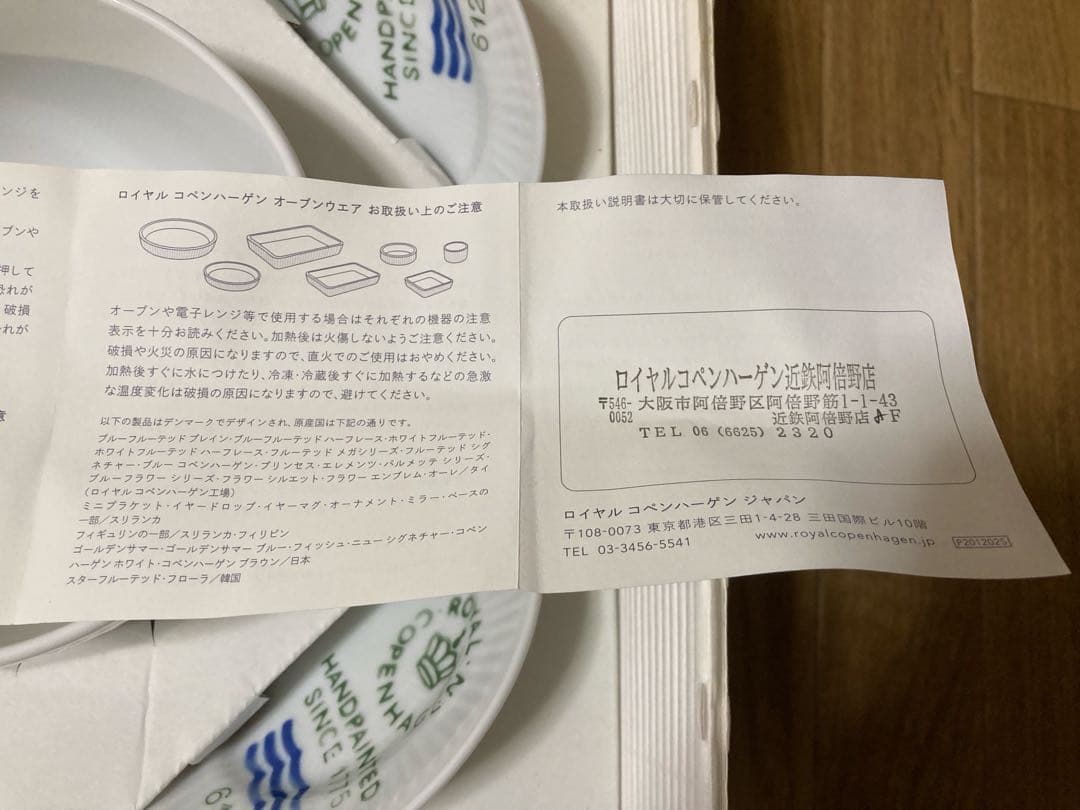 COPEN
HANDP
SINCE
612
ンジを
ブンや
押して
恐れが
破損
れが
意
ロイヤル コペンハーゲン オーブンウエア お取扱い上のご注意
オーブンや電子レンジ等で使用する場合はそれぞれの機器の注意
表示を十分お読みください。加熱後は火傷しないようご注意ください。
破損や火災の原因になりますので、直火でのご使用はおやめください。
加熱後すぐに水につけたり、冷凍・冷蔵後すぐに加熱するなどの急激
な温度変化は破損の原因になりますので、避けてください。
以下の製品はデンマークでデザインされ、原産国は下記の通りです。
ブルーフルーテッド プレイン・ブルーフルーテッド ハーフレース・ホワイトフルーテッド・
ホワイトフルーテッド ハーフレース・フルーテッド メガシリーズ・フルーテッド シグ
ネチャー・ブルー コペンハーゲン・プリンセス・エレメンツ・パルメッテ シリーズ・
ブルーフラワー シリーズ・フラワー シルエット・フラワー エンブレム・オーレ/タイ
(ロイヤル コペンハーゲン工場)
ミニブラケット・イヤードロップ・イヤーマグ・オーナメント・ミラー・ベースの
一部/スリランカ
フィギュリンの一部/スリランカ・フィリピン
ゴールデンサマー・ゴールデンサマー ブルー・フィッシュ・ニュー シグネチャー・コペン
ハーゲン ホワイト・コペンハーゲン ブラウン/日本
スターフルーテッド・フローラ/韓国
本取扱い説明書は大切に保管してください。
ロイヤルコペンハーゲン近鉄阿倍野店
〒546-0052 大阪市阿倍野区阿倍野筋1-1-43
近鉄阿倍野店 F
TEL 06 (6625) 2320
ロイヤル コペンハーゲン ジャパン
〒108-0073 東京都港区三田1-4-28 三田国際ビル10階
TEL 03-3456-5541 www.royalcopenhagen.jp P2012025
ROYAL
COPENHAG
HANDPAINTED
SINCE 1775
61